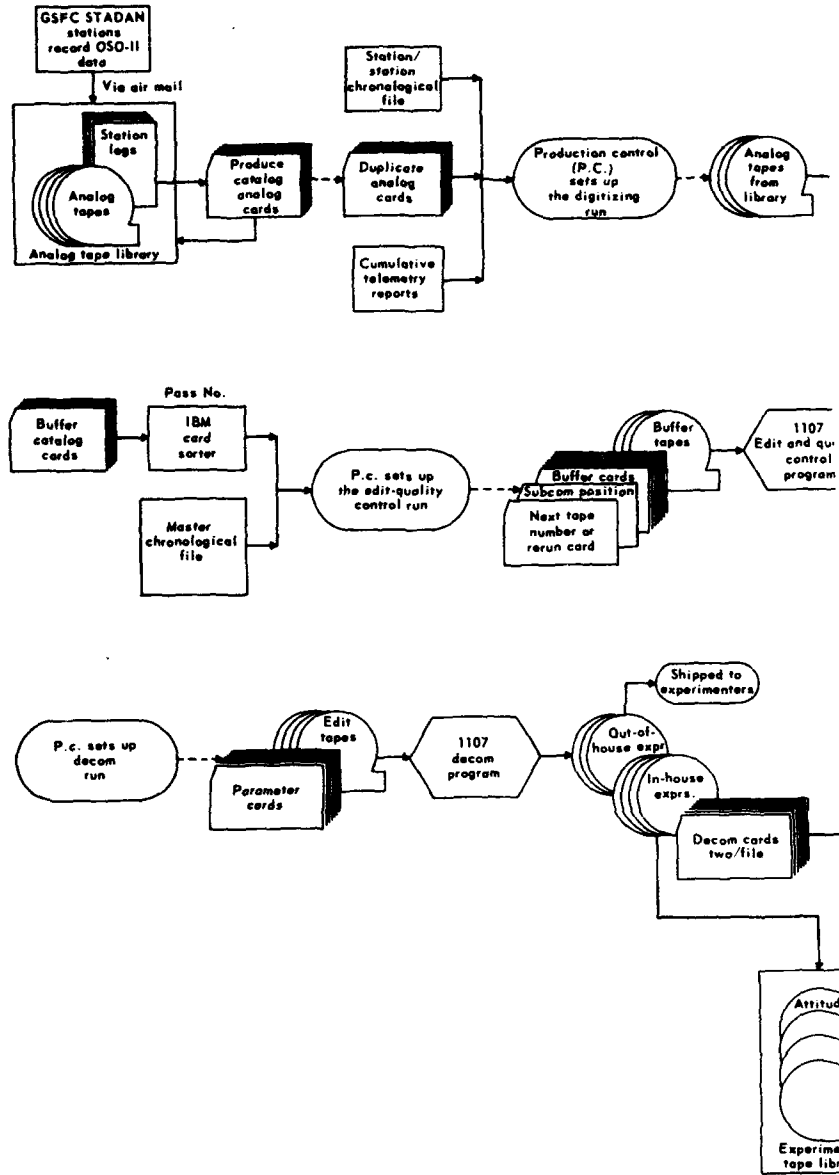 GSFC STADAN
stations
record OSO-II
data
Via air mail
Station
logs
Analog
tapes
Analog tape library
Produce
catalog
analog
cards
Duplicate
analog
cards
Station/
station
chronological
file
Cumulative
telemetry
reports
Production control
(P.C.)
sets up
the digitizing
run
Analog
tapes
from
library
Buffer
catalog
cards
Pass No.
IBM
card
sorter
Master
chronological
file
P.c. sets up
the edit-quality
control run
Buffer
tapes
Buffer cards
Subcom position
Next tape
number or
rerun card
1107
Edit and qu
control
program
P.c. sets up
decom
run
Edit
tapes
Parameter
cards
1107
decom
program
Shipped to
experimenters
Out-of-
house expr
In-house
exprs.
Decom cards
two/file
Attitud
Experime
tape libr